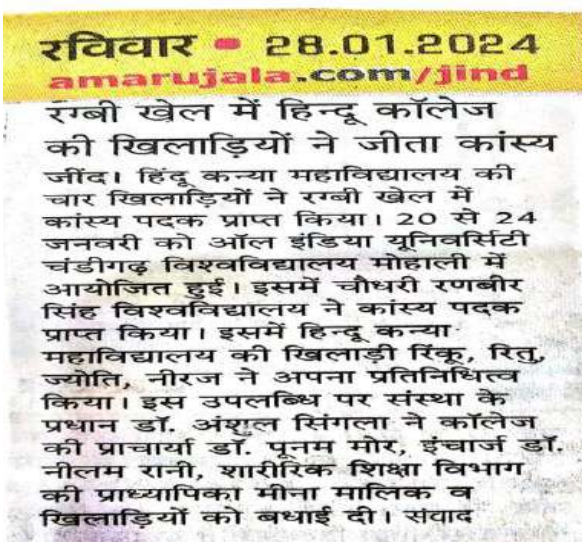 रविवार • 28.01.2024
amarujala.com/jind
रग्बी खेल में हिन्दू कॉलेज
की खिलाड़ियों ने जीता कांस्य
जींद। हिंदू कन्या महाविद्यालय की
चार खिलाड़ियों ने रग्बी खेल में
कांस्य पदक प्राप्त किया। 20 से 24
जनवरी को ऑल इंडिया यूनिवर्सिटी
चंडीगढ़ विश्वविद्यालय मोहाली में
आयोजित हुई। इसमें चौधरी रणबीर
सिंह विश्वविद्यालय ने कांस्य पदक
प्राप्त किया। इसमें हिन्दू कन्या
महाविद्यालय की खिलाड़ी रिंकू, रितु,
ज्योति, नीरज ने अपना प्रतिनिधित्व
किया। इस उपलब्धि पर संस्था के
प्रधान डॉ. अंशुल सिंगला ने कॉलेज
की प्राचार्या डॉ. पूनम मोर, इंचार्ज डॉ.
नीलम रानी, शारीरिक शिक्षा विभाग
की प्राध्यापिका मीना मालिक व
खिलाड़ियों को बधाई दी। संवाद